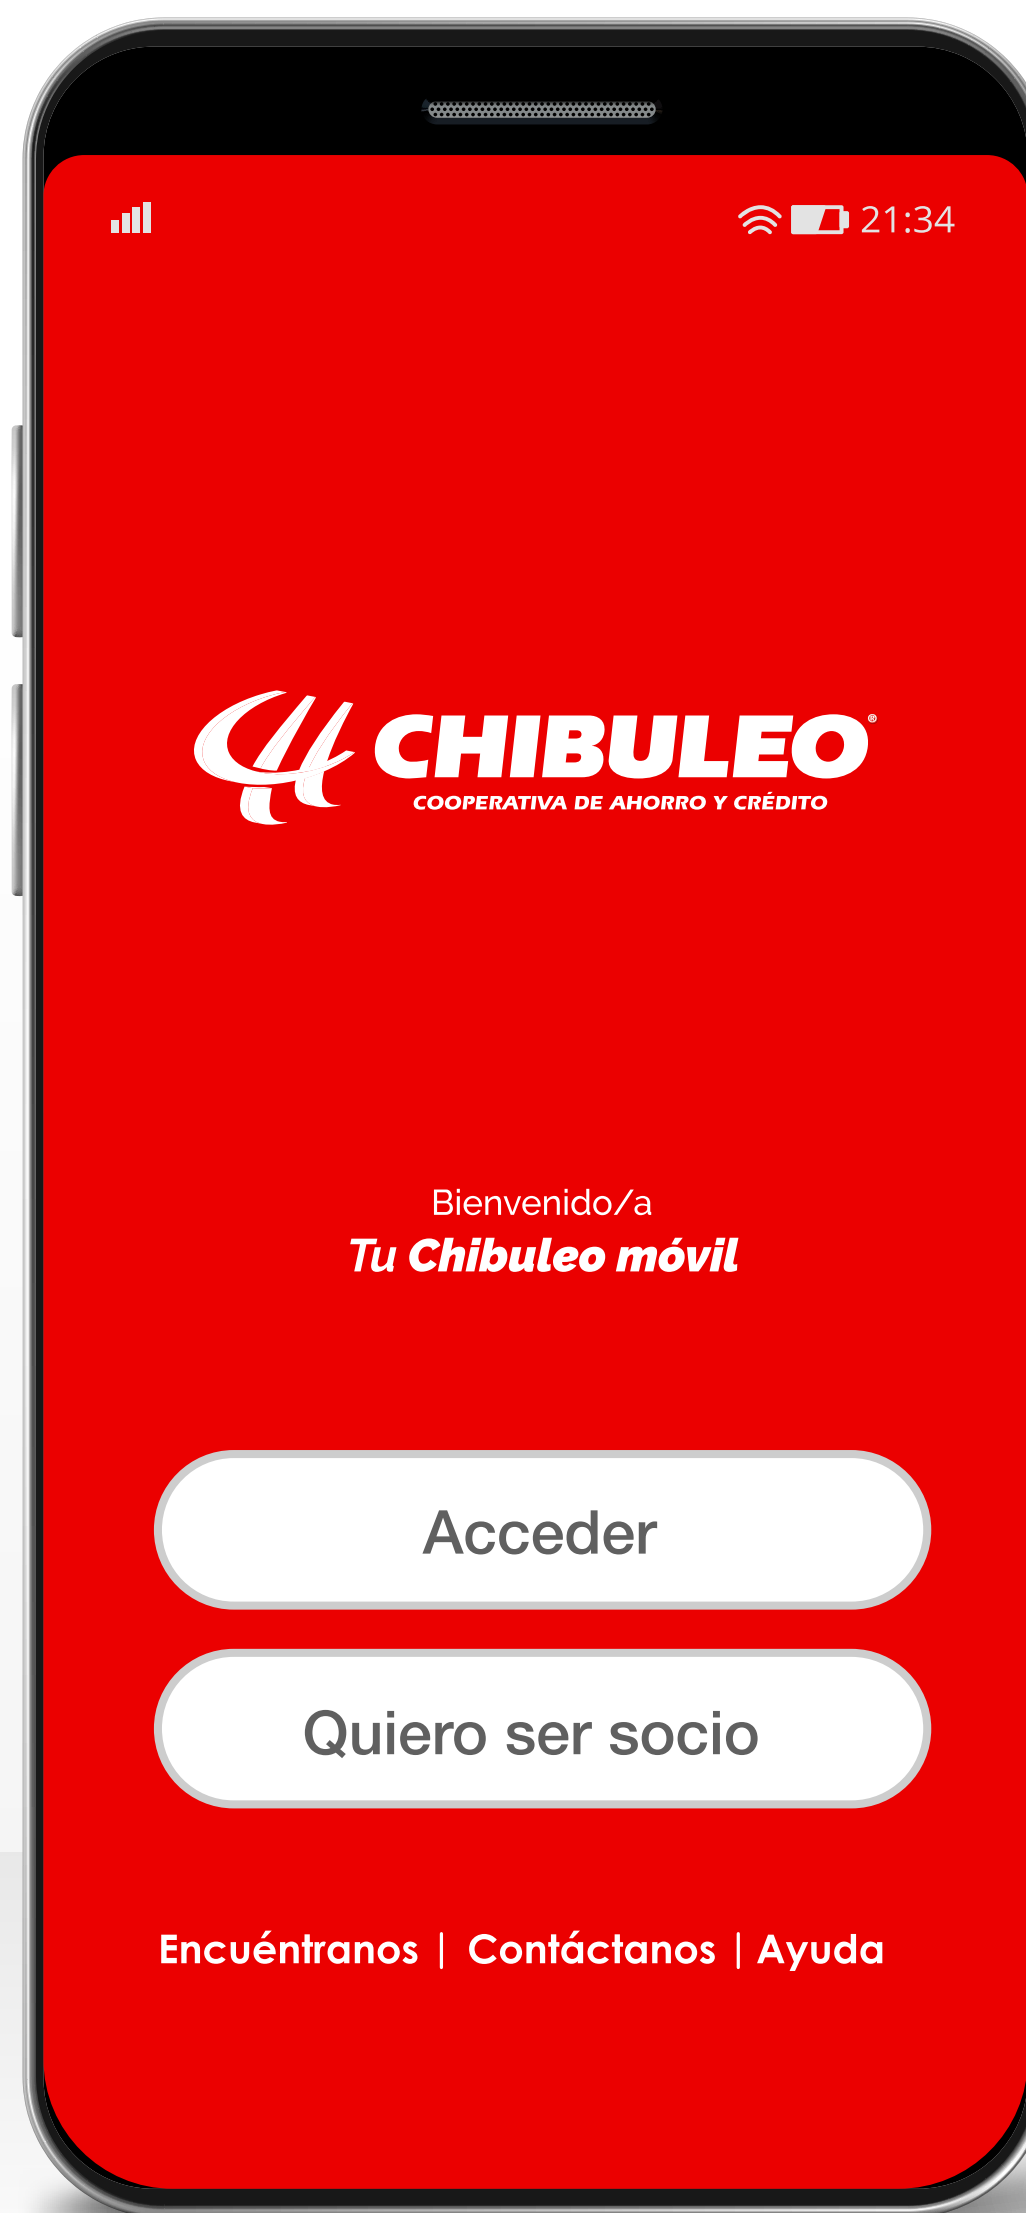 21:34
CHIBULEO®
COOPERATIVA DE AHORRO Y CRÉDITO
Bienvenido/a
Tu Chibuleo móvil
Acceder
Quiero ser socio
Encuéntranos | Contáctanos | Ayuda